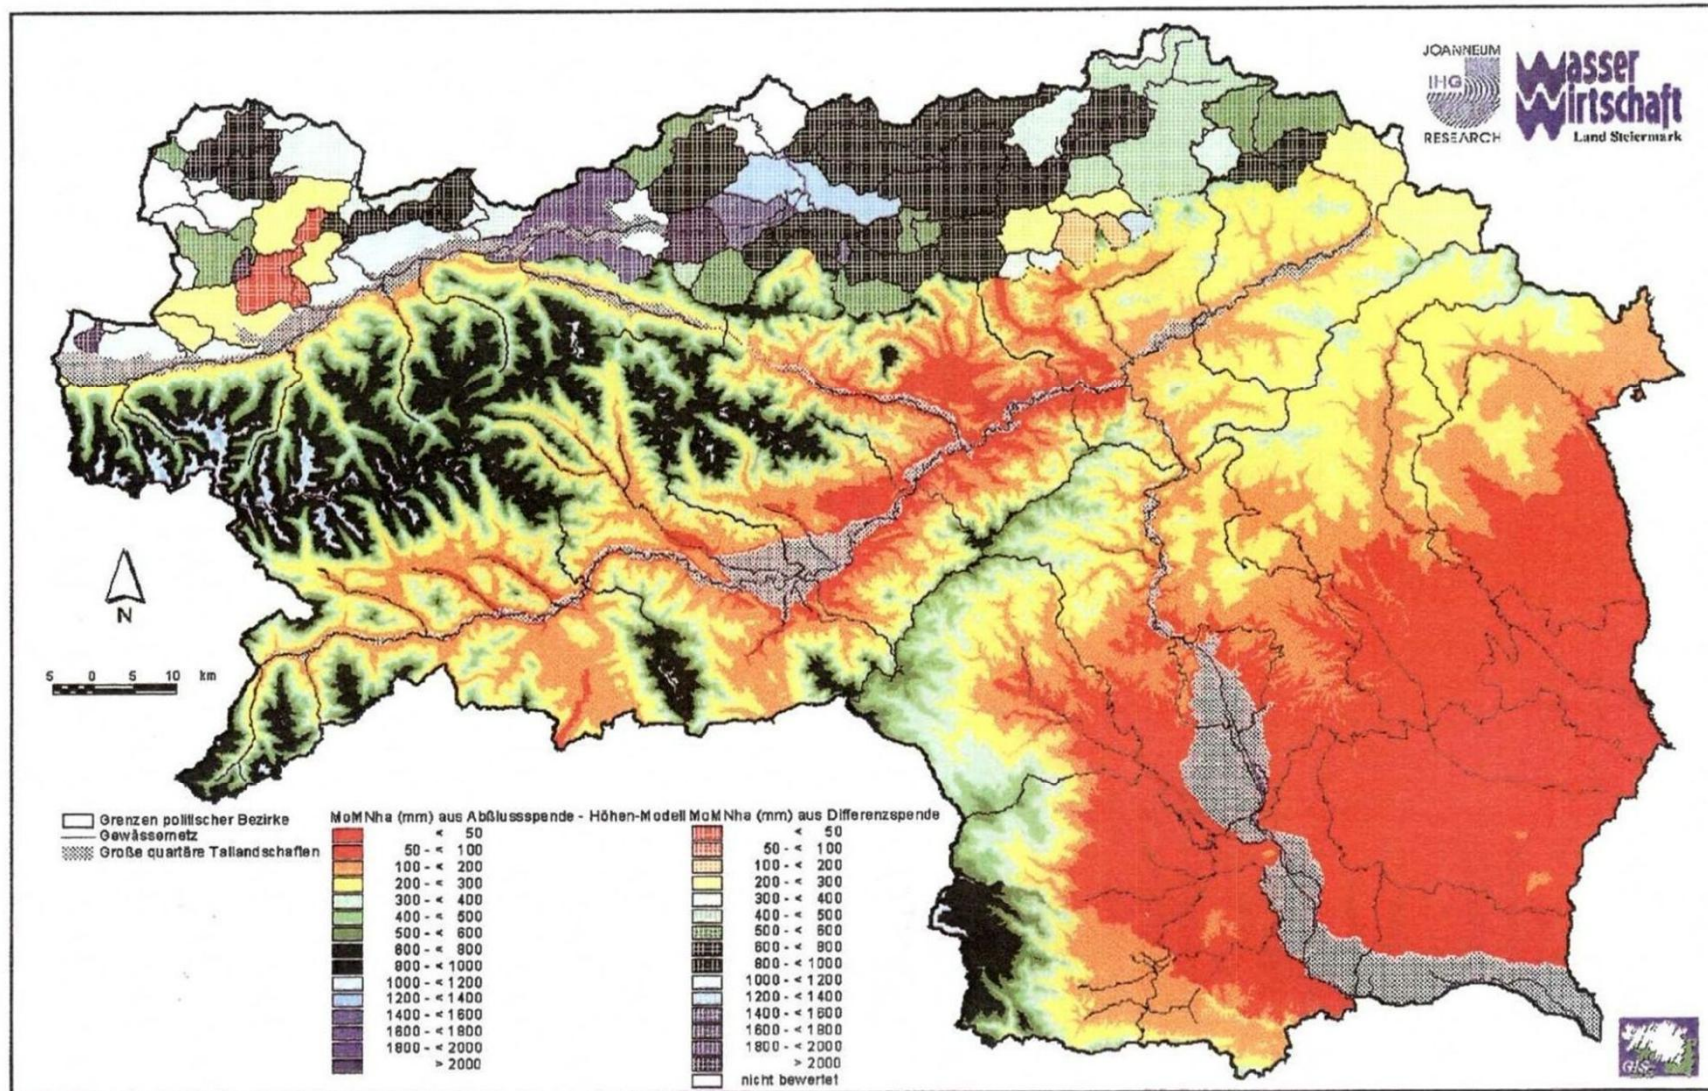 JOANNEUM
IHG
RESEARCH
Wasser
Wirtschaft
Land Steiermark
N
5 0 5 10 km
Grenzen politischer Bezirke
Gewässernetz
Große quartäre Tallandschaften
MoMNha (mm) aus Abflussspende - Höhen-Modell
< 50
50 - < 100
100 - < 200
200 - < 300
300 - < 400
400 - < 500
500 - < 600
600 - < 800
800 - < 1000
1000 - < 1200
1200 - < 1400
1400 - < 1600
1600 - < 1800
1800 - < 2000
> 2000
MoMNha (mm) aus Differenzspende
< 50
50 - < 100
100 - < 200
200 - < 300
300 - < 400
400 - < 500
500 - < 600
600 - < 800
800 - < 1000
1000 - < 1200
1200 - < 1400
1400 - < 1600
1600 - < 1800
1800 - < 2000
> 2000
nicht bewertet
GIS